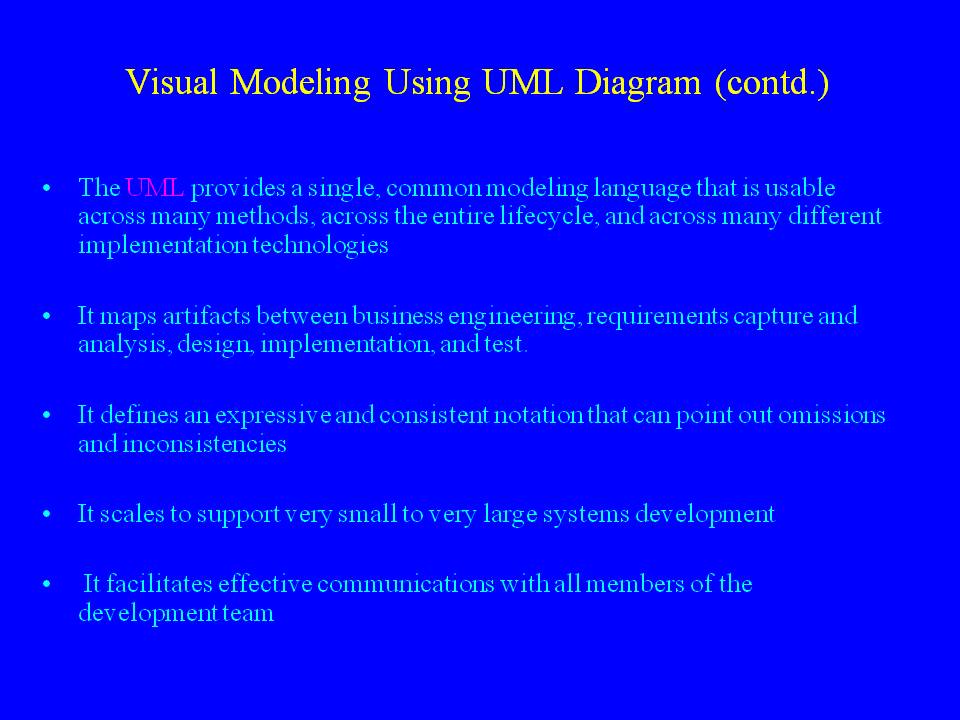 Visual Modeling Using UML Diagram (contd.)
• The UML provides a single, common modeling language that is usable
across many methods, across the entire lifecycle, and across many different
implementation technologies
• It maps artifacts between business engineering, requirements capture and
analysis, design, implementation, and test.
• It defines an expressive and consistent notation that can point out omissions
and inconsistencies
• It scales to support very small to very large systems development
• It facilitates effective communications with all members of the
development team